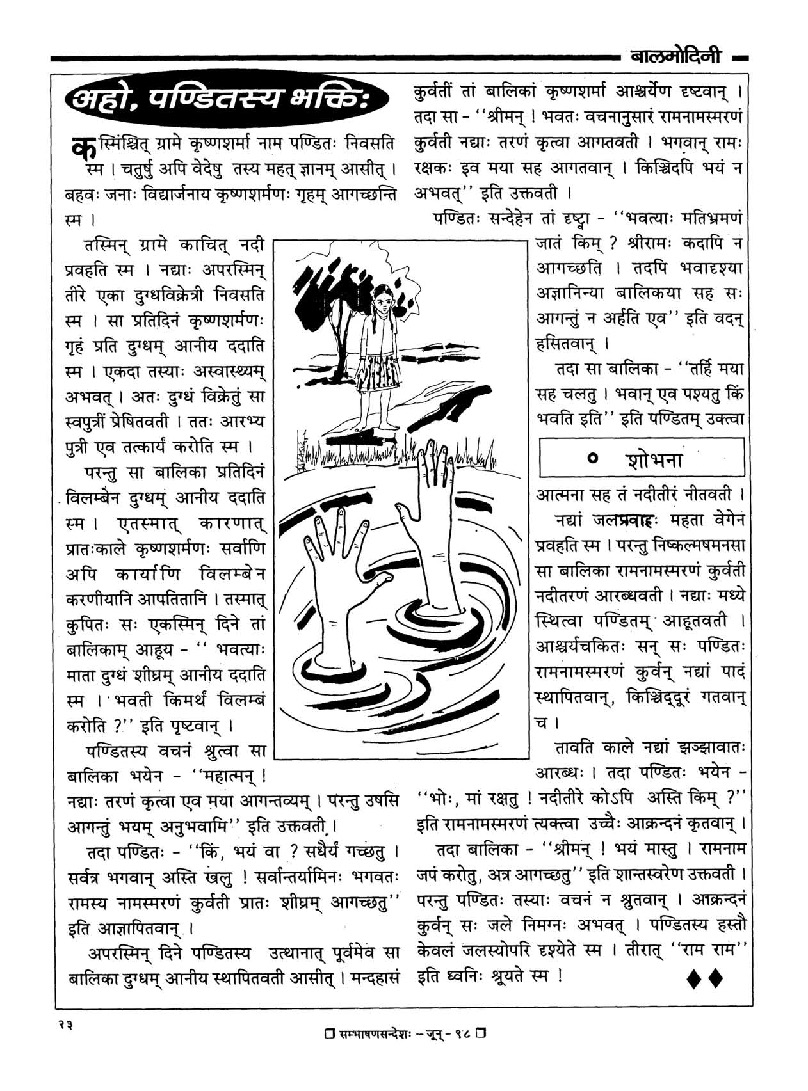 बालमोदिनी
अहो, पण्डितस्य भक्तिः
कस्मिंश्चित् ग्रामे कृष्णशर्मा नाम पण्डितः निवसति
स्म । चतुर्षु अपि वेदेषु तस्य महत् ज्ञानम् आसीत् ।
बहवः जनाः विद्यार्जनाय कृष्णशर्मणः गृहम् आगच्छन्ति
स्म ।
तस्मिन् ग्रामे काचित् नदी
प्रवहति स्म । नद्याः अपरस्मिन्
तीरे एका दुग्धविक्रेत्री निवसति
स्म । सा प्रतिदिनं कृष्णशर्मणः
गृहं प्रति दुग्धम् आनीय ददाति
स्म । एकदा तस्याः अस्वास्थ्यम्
अभवत् । अतः दुग्धं विक्रेतुं सा
स्वपुत्रीं प्रेषितवती । ततः आरभ्य
पुत्री एव तत्कार्यं करोति स्म ।
परन्तु सा बालिका प्रतिदिनं
विलम्बेन दुग्धम् आनीय ददाति
स्म । एतस्मात् कारणात्
प्रातःकाले कृष्णशर्मणः सर्वाणि
अपि कार्याणि विलम्बेन
करणीयानि आपतितानि । तस्मात्
कुपितः सः एकस्मिन् दिने तां
बालिकाम् आहूय - ‘‘ भवत्याः
माता दुग्धं शीघ्रम् आनीय ददाति
स्म । भवती किमर्थं विलम्बं
करोति ?’’ इति पृष्टवान् ।
पण्डितस्य वचनं श्रुत्वा सा
बालिका भयेन - ‘‘महात्मन् !
नद्याः तरणं कृत्वा एव मया आगन्तव्यम् । परन्तु उषसि
आगन्तुं भयम् अनुभवामि’’ इति उक्तवती ।
तदा पण्डितः - ‘‘किं, भयं वा ? सधैर्यं गच्छतु ।
सर्वत्र भगवान् अस्ति खलु ! सर्वान्तर्यामिनः भगवतः
रामस्य नामस्मरणं कुर्वती प्रातः शीघ्रम् आगच्छतु’’
इति आज्ञापितवान् ।
अपरस्मिन् दिने पण्डितस्य उत्थानात् पूर्वमेव सा
बालिका दुग्धम् आनीय स्थापितवती आसीत् । मन्दहासं
कुर्वतीं तां बालिकां कृष्णशर्मा आश्चर्येण दृष्टवान् ।
तदा सा - ‘‘श्रीमन् ! भवतः वचनानुसारं रामनामस्मरणं
कुर्वती नद्याः तरणं कृत्वा आगतवती । भगवान् रामः
रक्षकः इव मया सह आगतवान् । किञ्चिदपि भयं न
अभवत्’’ इति उक्तवती ।
पण्डितः सन्देहेन तां दृष्ट्वा - ‘‘भवत्याः मतिभ्रमणं
जातं किम् ? श्रीरामः कदापि न
आगच्छति । तदपि भवादृश्या
अज्ञानिन्या बालिकया सह सः
आगन्तुं न अर्हति एव’’ इति वदन्
हसितवान् ।
तदा सा बालिका - ‘‘तर्हि मया
सह चलतु । भवान् एव पश्यतु किं
भवति इति’’ इति पण्डितम् उक्त्वा
० शोभना
आत्मना सह तं नदीतीरं नीतवती ।
नद्यां जलप्रवाहः महता वेगेन
प्रवहति स्म । परन्तु निष्कल्मषमनसा
सा बालिका रामनामस्मरणं कुर्वती
नदीतरणं आरब्धवती । नद्याः मध्ये
स्थित्वा पण्डितम् आहूतवती ।
आश्चर्यचकितः सन् सः पण्डितः
रामनामस्मरणं कुर्वन् नद्यां पादं
स्थापितवान्, किञ्चिद्दूरं गतवान्
च ।
तावति काले नद्यां झञ्झावातः
आरब्धः । तदा पण्डितः भयेन -
‘‘भोः, मां रक्षतु ! नदीतीरे कोऽपि अस्ति किम् ?’’
इति रामनामस्मरणं त्यक्त्वा उच्चैः आक्रन्दनं कृतवान् ।
तदा बालिका - ‘‘श्रीमन् ! भयं मास्तु । रामनाम
जपं करोतु, अत्र आगच्छतु’’ इति शान्तस्वरेण उक्तवती ।
परन्तु पण्डितः तस्याः वचनं न श्रुतवान् । आक्रन्दनं
कुर्वन् सः जले निमग्नः अभवत् । पण्डितस्य हस्तौ
केवलं जलस्योपरि दृश्येते स्म । तीरात् ‘‘राम राम’’
इति ध्वनिः श्रूयते स्म !
२३
सम्भाषणसन्देशः – जून् - ९८